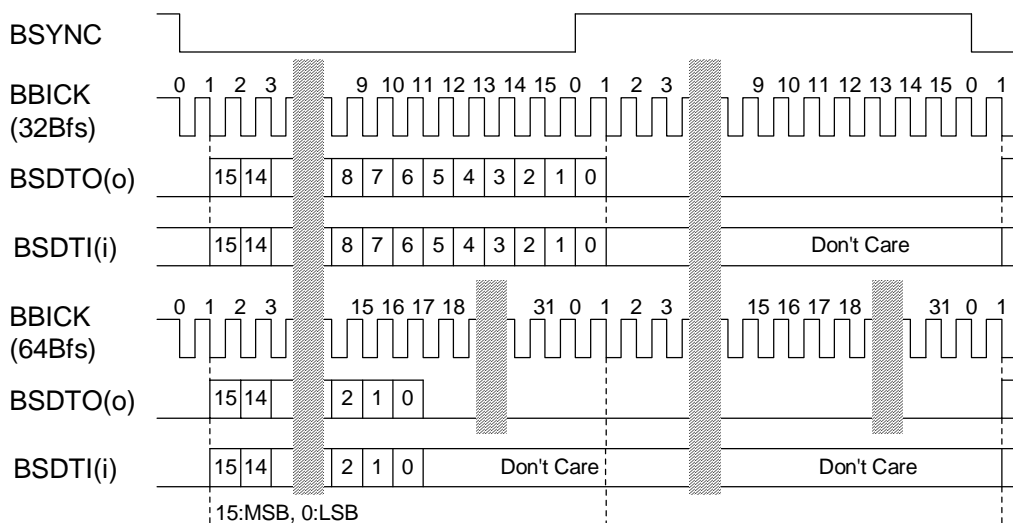 BSYNC
0 1 2 3 9 10 11 12 13 14 15 0 1 2 3 9 10 11 12 13 14 15 0 1
BBICK
(32Bfs)
BSDTO(o) 15 14 8 7 6 5 4 3 2 1 0
BSDTI(i) 15 14 8 7 6 5 4 3 2 1 0 Don't Care
0 1 2 3 15 16 17 18 31 0 1 2 3 15 16 17 18 31 0 1
BBICK
(64Bfs)
BSDTO(o) 15 14 2 1 0
BSDTI(i) 15 14 2 1 0 Don't Care Don't Care
15:MSB, 0:LSB